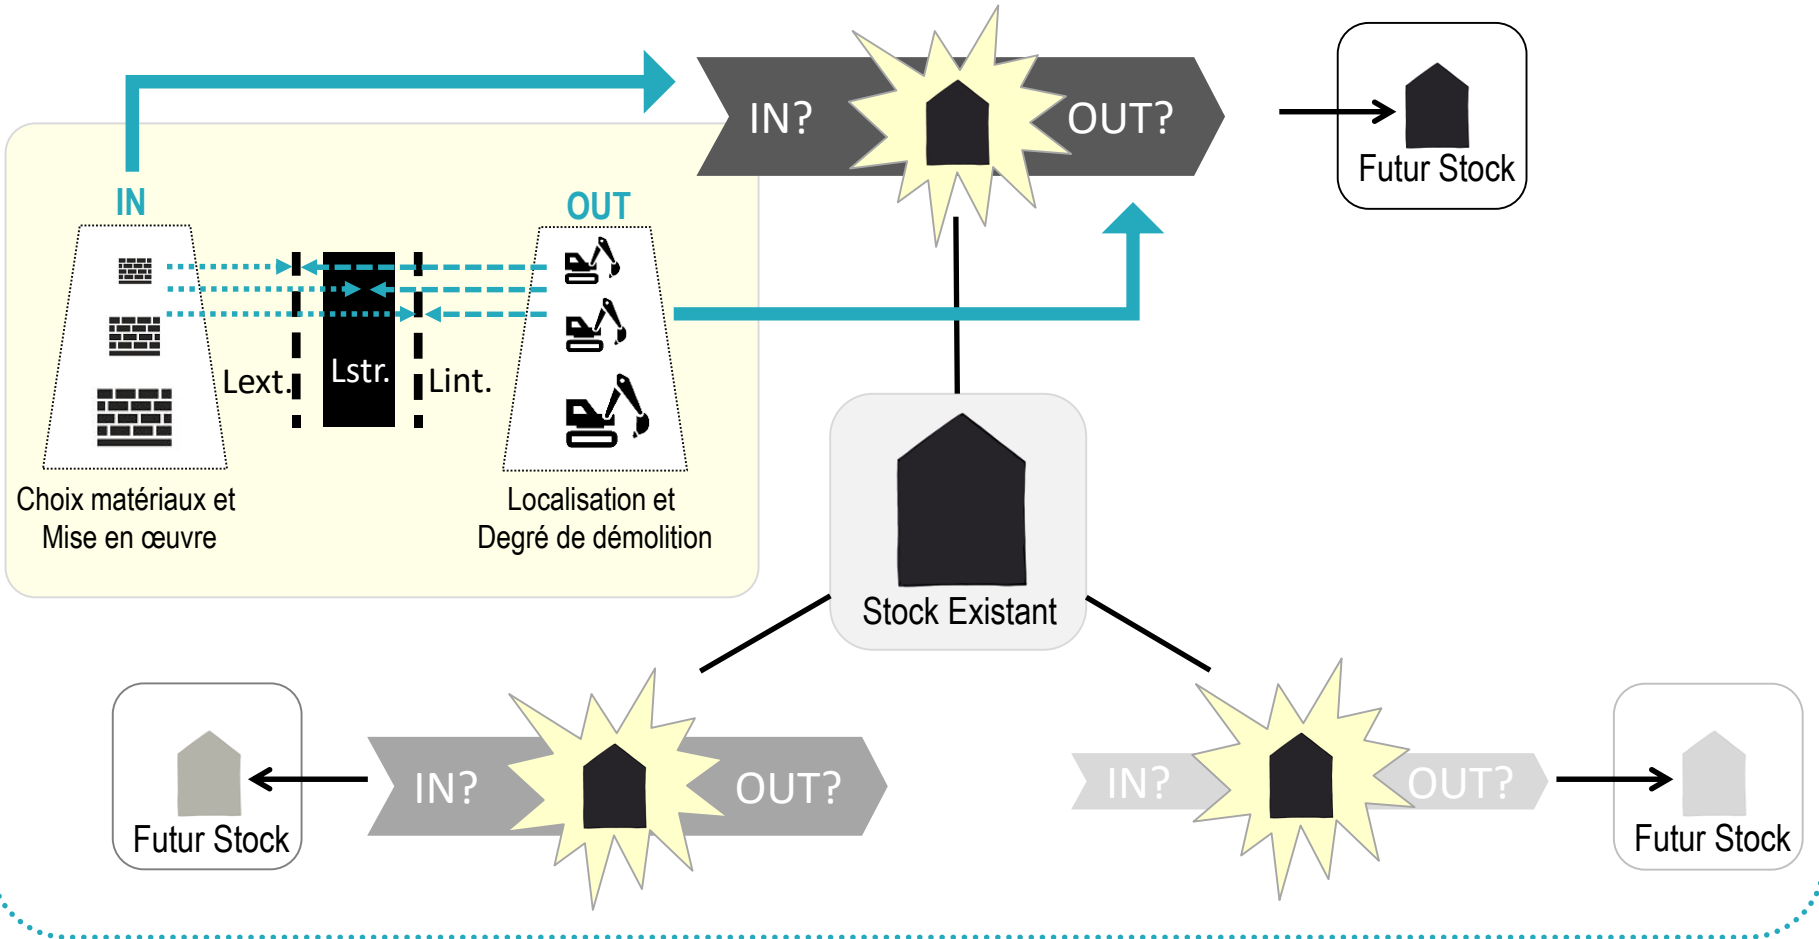 IN?
OUT?
Futur Stock
IN
OUT
Lext.
Lstr.
Lint.
Choix matériaux et
Mise en œuvre
Localisation et
Degré de démolition
Stock Existant
Futur Stock
IN?
OUT?
IN?
OUT?
Futur Stock